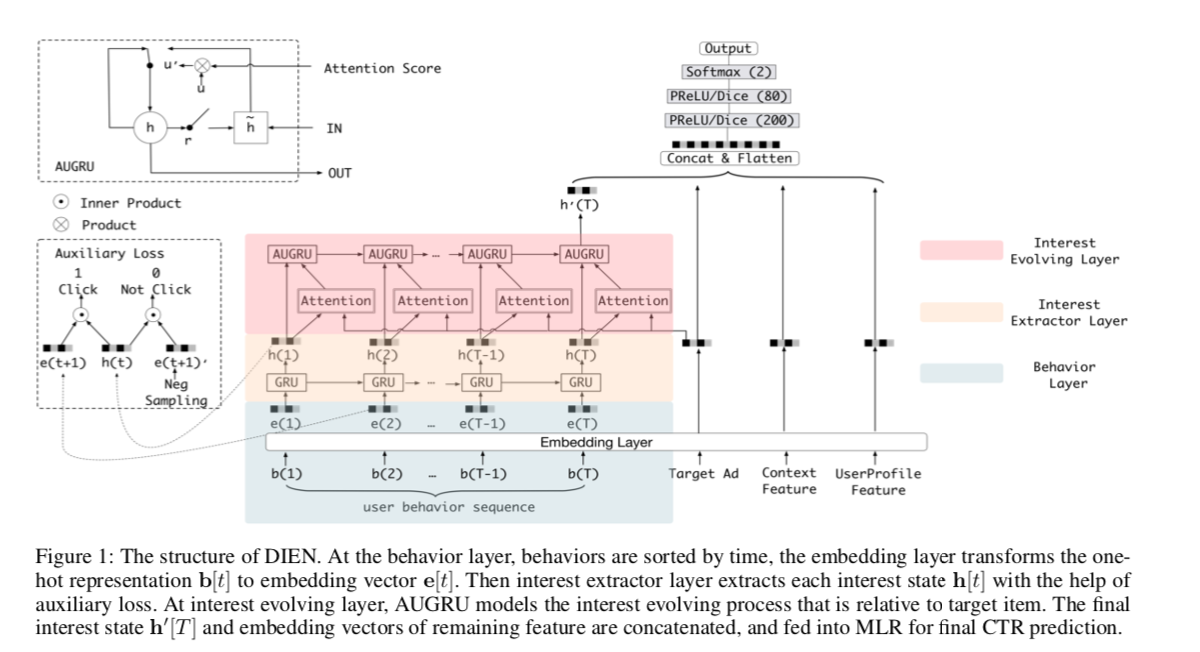 Output
Softmax (2)
PReLU/Dice (80)
PReLU/Dice (200)
Concat & Flatten
u'
u
Attention Score
h
r
h̃
IN
AUGRU
OUT
Inner Product
Product
h'(T)
Auxiliary Loss
1 0
Click Not Click
e(t+1) h(t) e(t+1)'
Neg
Sampling
AUGRU AUGRU ... AUGRU AUGRU
Attention Attention Attention Attention
h(1) h(2) h(T-1) h(T)
GRU GRU ... GRU GRU
e(1) e(2) ... e(T-1) e(T)
Embedding Layer
b(1) b(2) ... b(T-1) b(T)
user behavior sequence
Target Ad
Context
Feature
UserProfile
Feature
Interest
Evolving Layer
Interest
Extractor Layer
Behavior
Layer
Figure 1: The structure of DIEN. At the behavior layer, behaviors are sorted by time, the embedding layer transforms the one-
hot representation b[t] to embedding vector e[t]. Then interest extractor layer extracts each interest state h[t] with the help of
auxiliary loss. At interest evolving layer, AUGRU models the interest evolving process that is relative to target item. The final
interest state h'[T] and embedding vectors of remaining feature are concatenated, and fed into MLR for final CTR prediction.